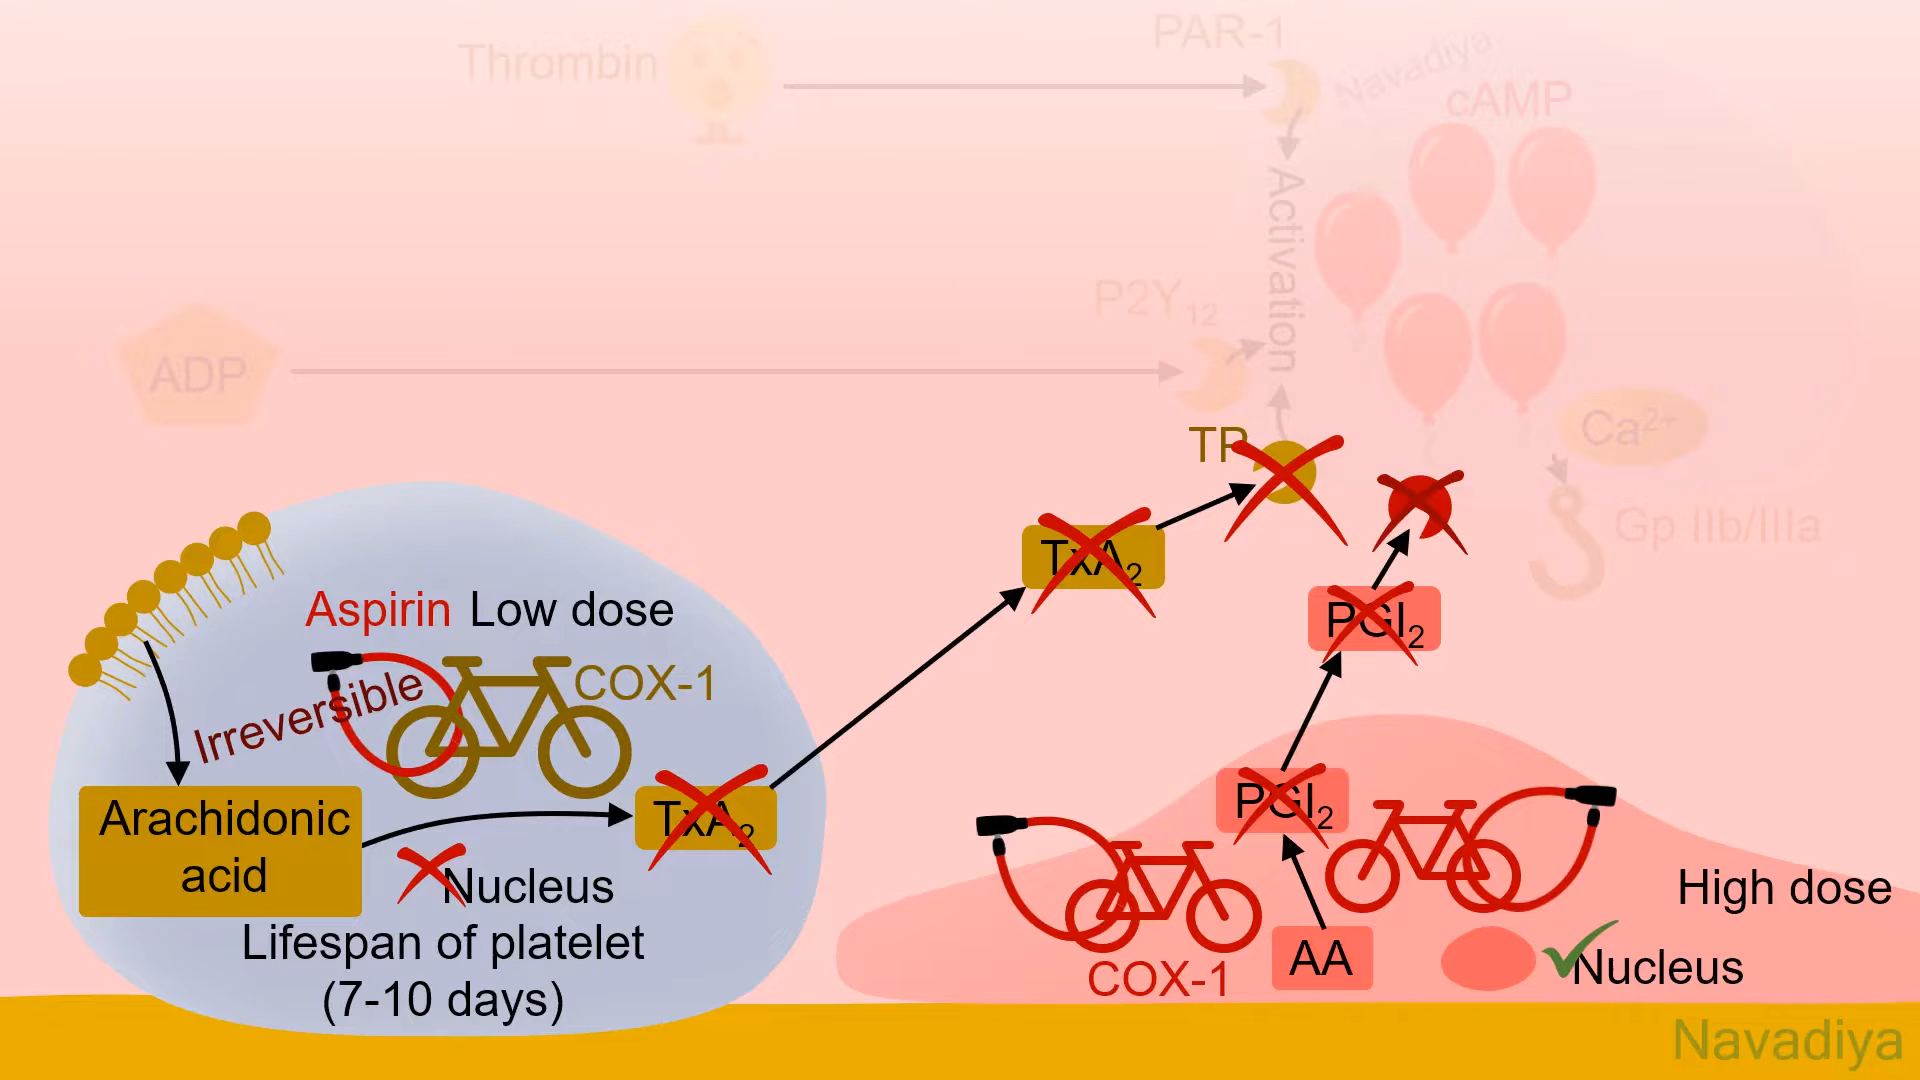 Thrombin
PAR-1
Navadiya
cAMP
Activation
P2Y12
ADP
Ca2+
TP
Gp IIb/IIIa
TxA2
PGI2
Aspirin Low dose
COX-1
Irreversible
Arachidonic
acid
TxA2
PGI2
Nucleus
High dose
Lifespan of platelet
(7-10 days)
COX-1
AA
Nucleus
Navadiya